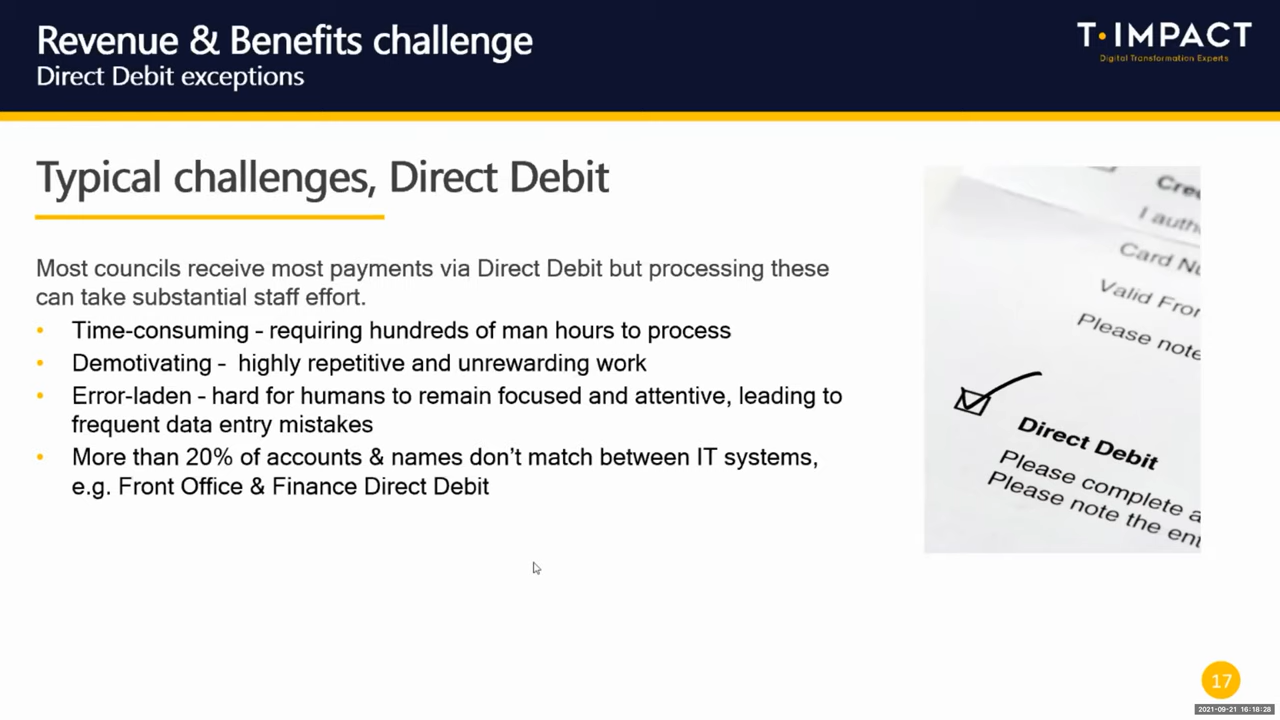 Revenue & Benefits challenge
Direct Debit exceptions
T·IMPACT
Digital Transformation Experts
Typical challenges, Direct Debit
Most councils receive most payments via Direct Debit but processing these
can take substantial staff effort.
• Time-consuming - requiring hundreds of man hours to process
• Demotivating - highly repetitive and unrewarding work
• Error-laden - hard for humans to remain focused and attentive, leading to
frequent data entry mistakes
• More than 20% of accounts & names don't match between IT systems,
e.g. Front Office & Finance Direct Debit
Cre
I auth
Card Nu
Valid Fror
Please note
Direct Debit
Please complete a
Please note the ent
17
2021-09-21 16:18:28